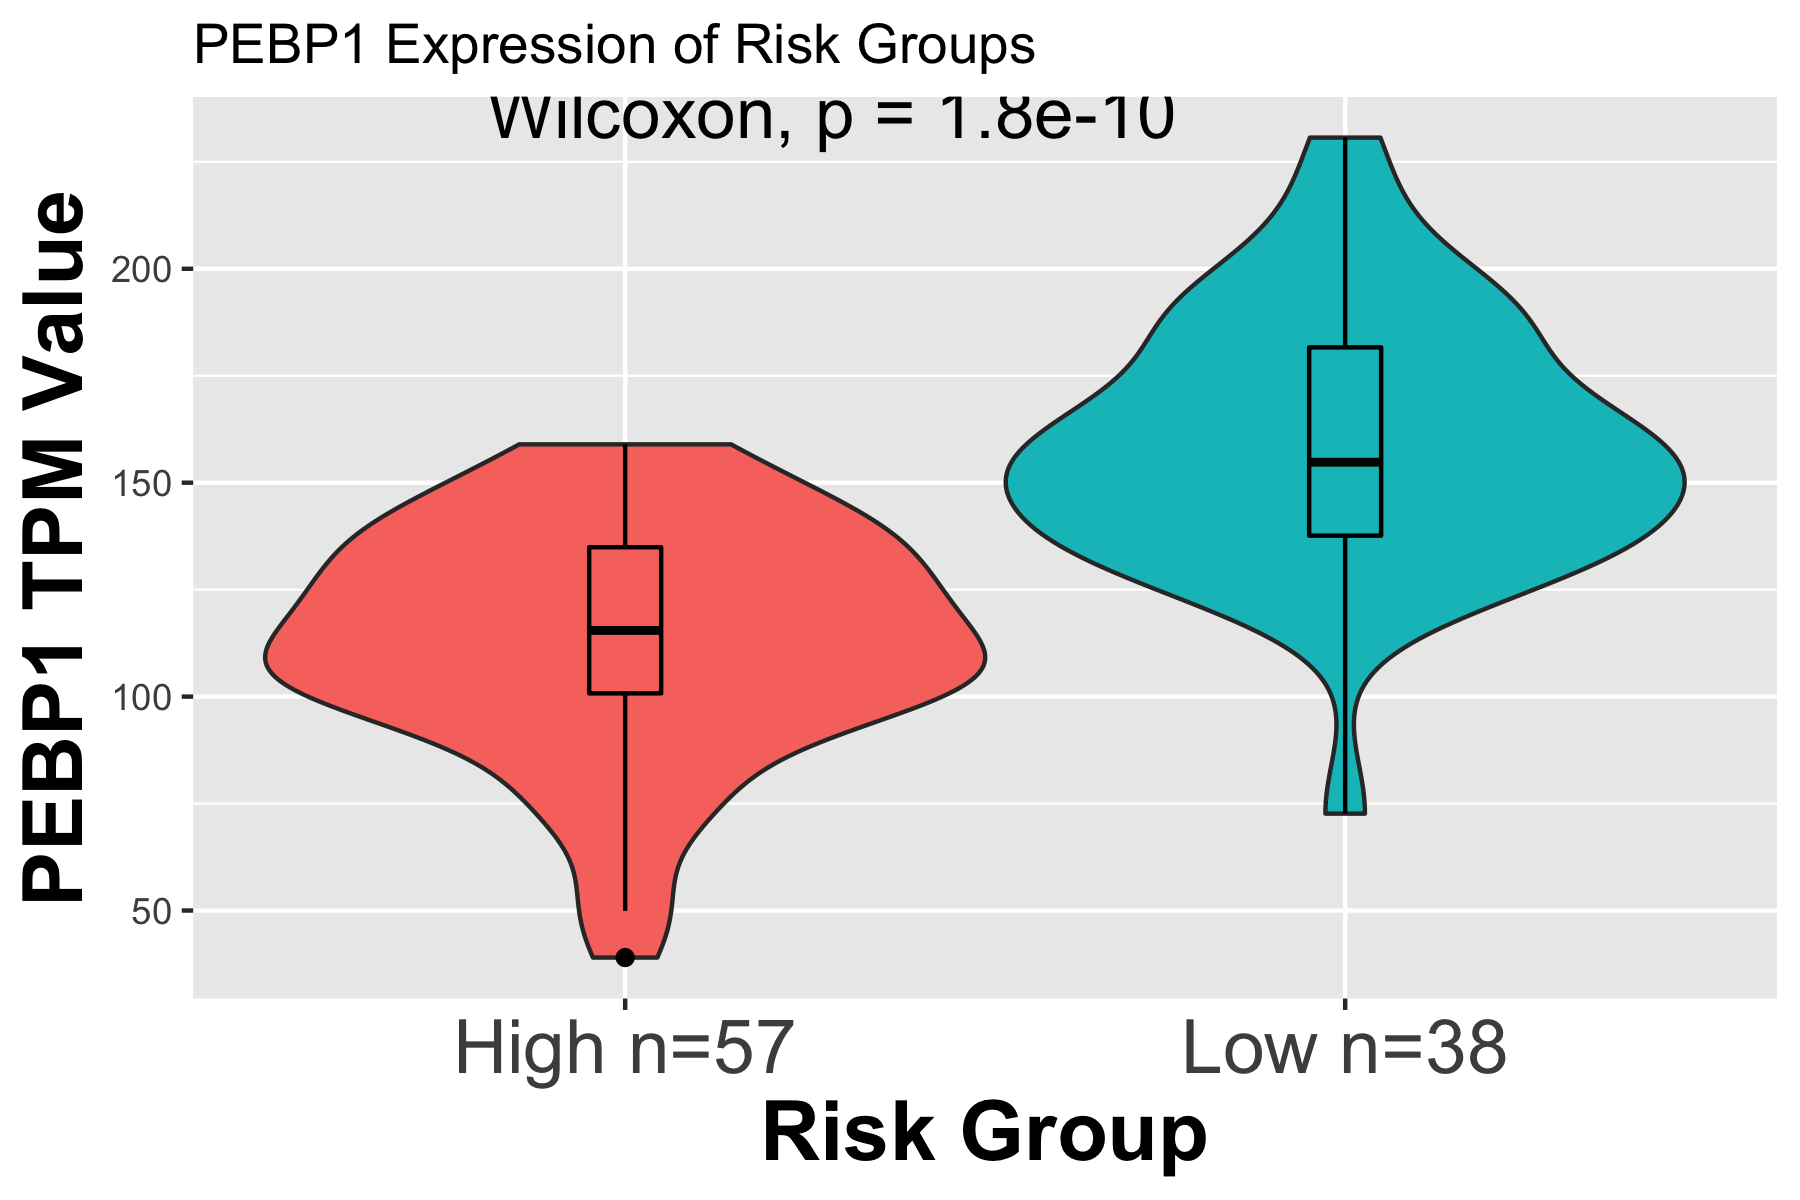 PEBP1 Expression of Risk Groups
Wilcoxon, p = 1.8e-10
PEBP1 TPM Value
200
150
100
50
High n=57
Low n=38
Risk Group